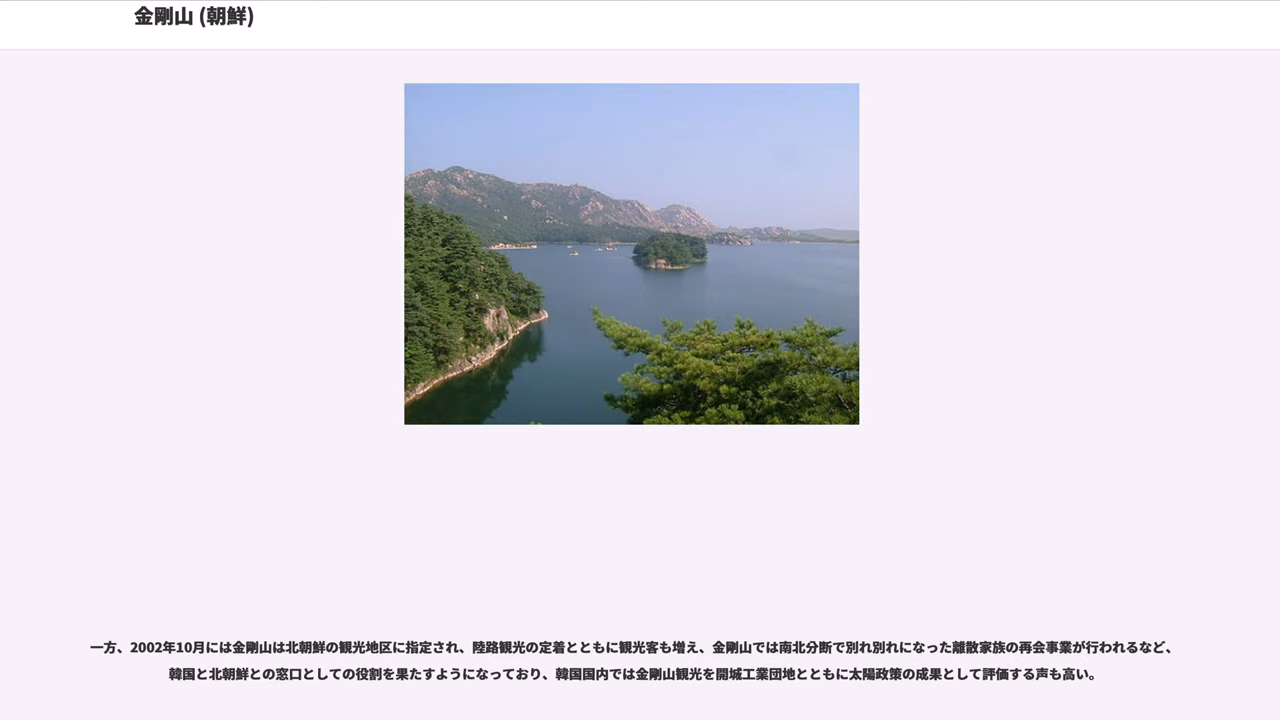 金剛山 (朝鮮)
一方、2002年10月には金剛山は北朝鮮の観光地区に指定され、陸路観光の定着とともに観光客も増え、金剛山では南北分断で別れ別れになった離散家族の再会事業が行われるなど、
韓国と北朝鮮との窓口としての役割を果たすようになっており、韓国国内では金剛山観光を開城工業団地とともに太陽政策の成果として評価する声も高い。